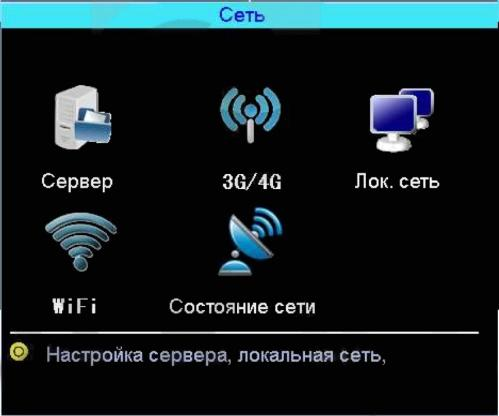 Сеть
Сервер 3G/4G Лок. сеть
WiFi Состояние сети
Настройка сервера, локальная сеть,